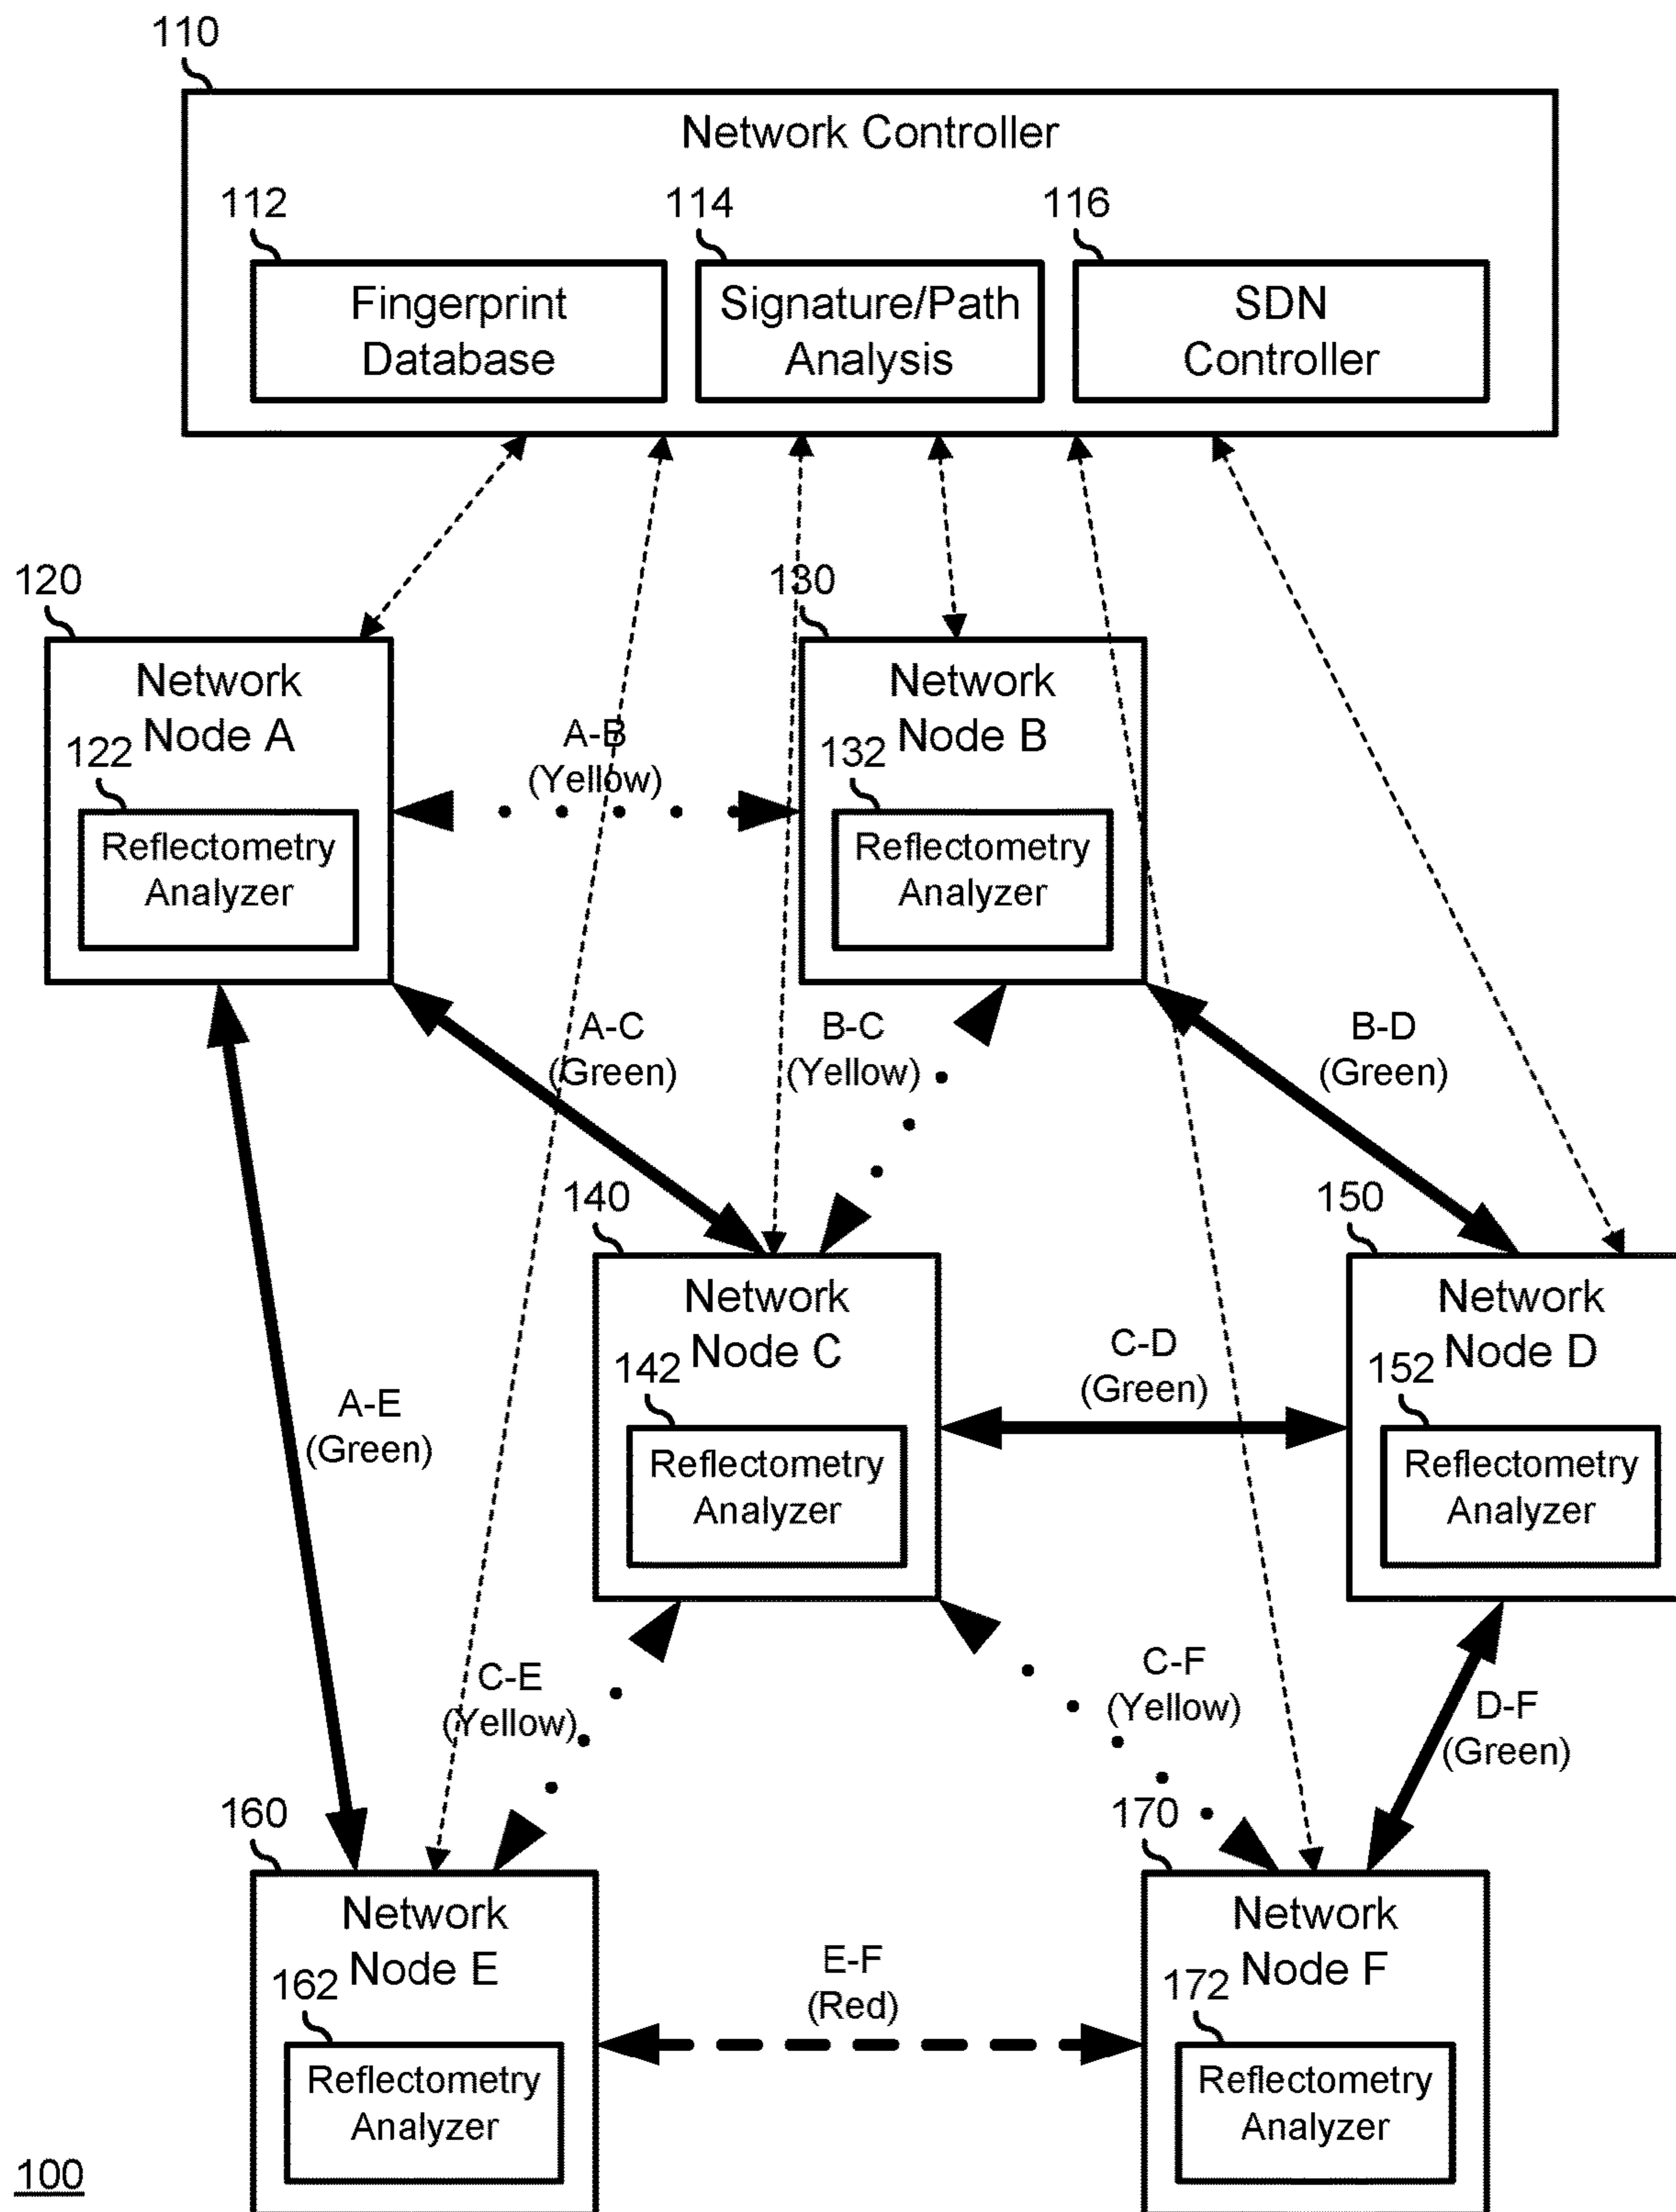 110
Network Controller
112
114
116
Fingerprint
Database
Signature/Path
Analysis
SDN
Controller
120
130
Network
Node A
122
Reflectometry
Analyzer
A-B
(Yellow)
Network
Node B
132
Reflectometry
Analyzer
A-C
(Green)
B-C
(Yellow)
B-D
(Green)
140
150
Network
Node C
142
Reflectometry
Analyzer
C-D
(Green)
Network
Node D
152
Reflectometry
Analyzer
A-E
(Green)
C-E
(Yellow)
C-F
(Yellow)
D-F
(Green)
160
170
Network
Node E
162
Reflectometry
Analyzer
E-F
(Red)
Network
Node F
172
Reflectometry
Analyzer
100